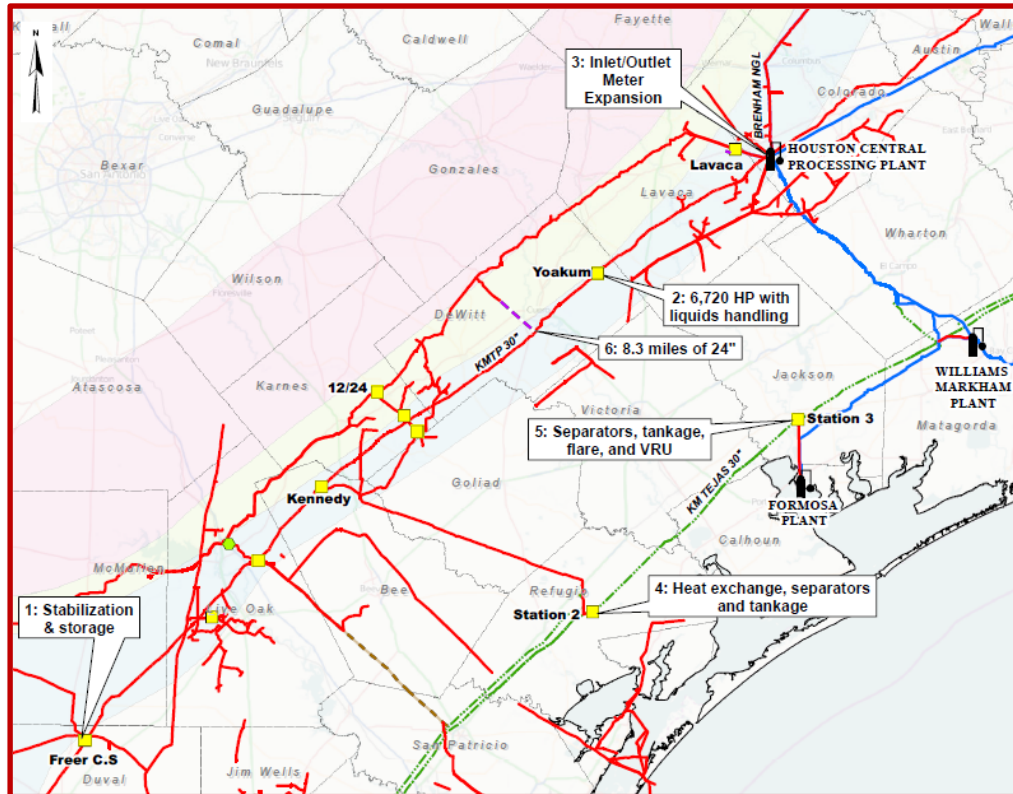 Fayette
Comal
Caldwell
New Braunfels
Austin
N
3: Inlet/Outlet
Meter
Expansion
BRENHAM NGL
Colorado
Guadalupe
Bexar
San Antonio
Lavaca
HOUSTON CENTRAL
PROCESSING PLANT
Gonzales
Lavaca
Wharton
El Campo
Wilson
Floresville
Yoakum
2: 6,720 HP with
liquids handling
DeWitt
Cuero
6: 8.3 miles of 24"
KMTP 30"
Atascosa
Karnes
12/24
Jackson
WILLIAMS
MARKHAM
PLANT
Victoria
Station 3
Matagorda
5: Separators, tankage,
flare, and VRU
Goliad
Kennedy
KM TEJAS 30"
FORMOSA
PLANT
Calhoun
McMullen
Bee
Refugio
4: Heat exchange, separators
and tankage
Station 2
1: Stabilization
& storage
Live Oak
San Patricio
Freer C.S
Duval
Jim Wells